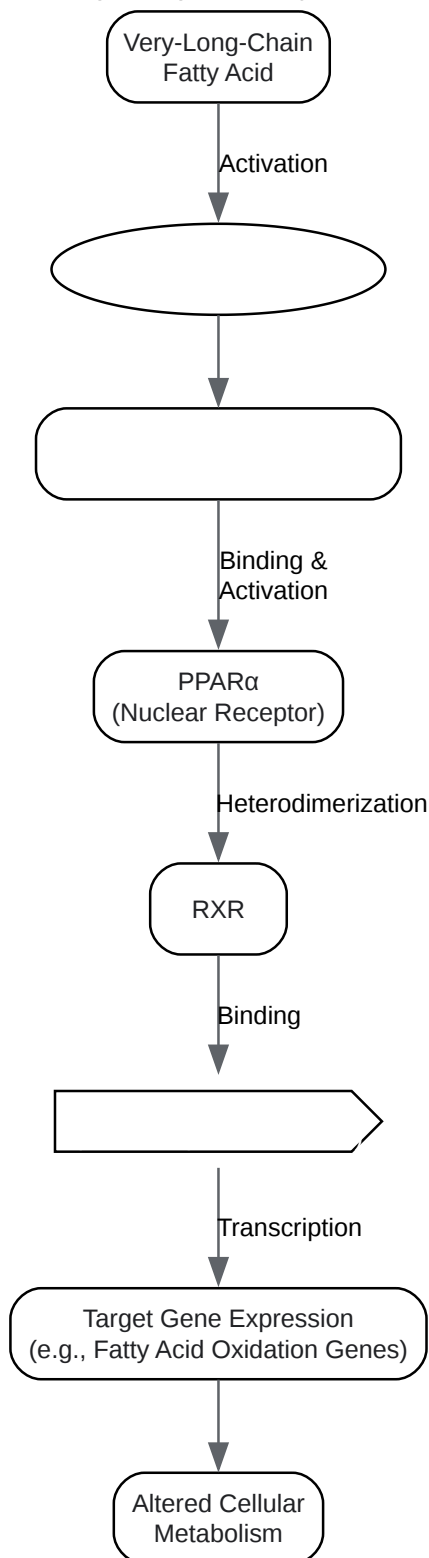 Very-Long-Chain
Fatty Acid
Activation
Binding &
Activation
PPARα
(Nuclear Receptor)
Heterodimerization
RXR
Binding
Transcription
Target Gene Expression
(e.g., Fatty Acid Oxidation Genes)
Altered Cellular
Metabolism